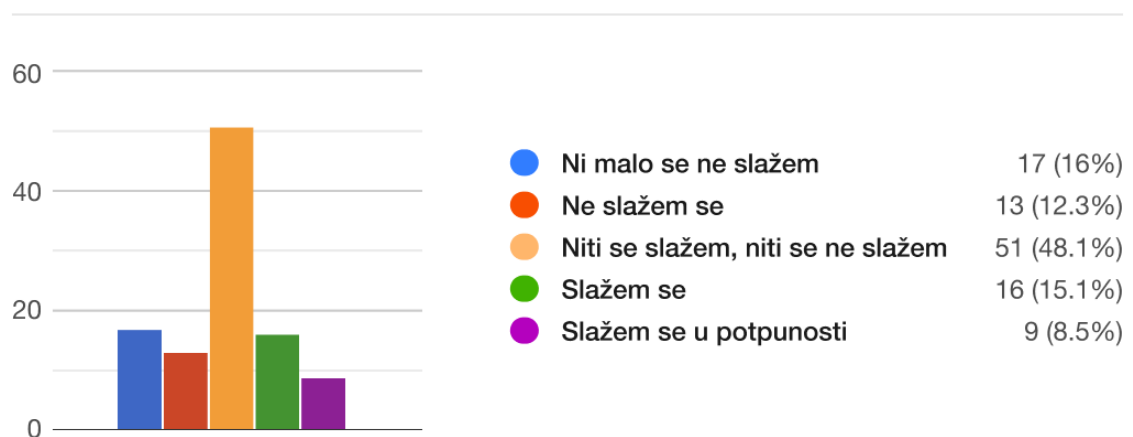 60
40
20
0
Ni malo se ne slažem 17 (16%)
Ne slažem se 13 (12.3%)
Niti se slažem, niti se ne slažem 51 (48.1%)
Slažem se 16 (15.1%)
Slažem se u potpunosti 9 (8.5%)